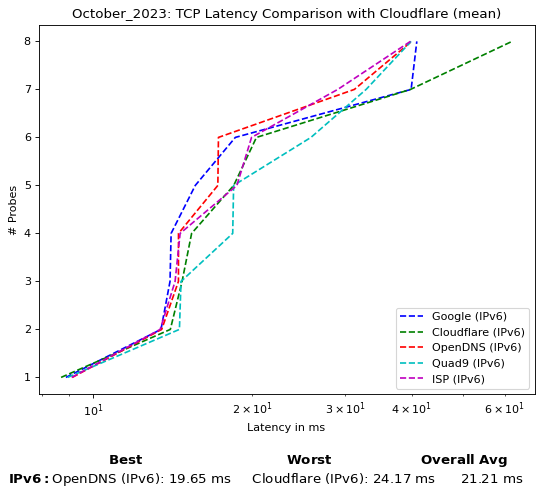 October_2023: TCP Latency Comparison with Cloudflare (mean)
8
7
6
5
4
3
2
1
# Probes
Google (IPv6)
Cloudflare (IPv6)
OpenDNS (IPv6)
Quad9 (IPv6)
ISP (IPv6)
10¹ 2 × 10¹ 3 × 10¹ 4 × 10¹ 6 × 10¹
Latency in ms
Best Worst Overall Avg
IPv6: OpenDNS (IPv6): 19.65 ms Cloudflare (IPv6): 24.17 ms 21.21 ms